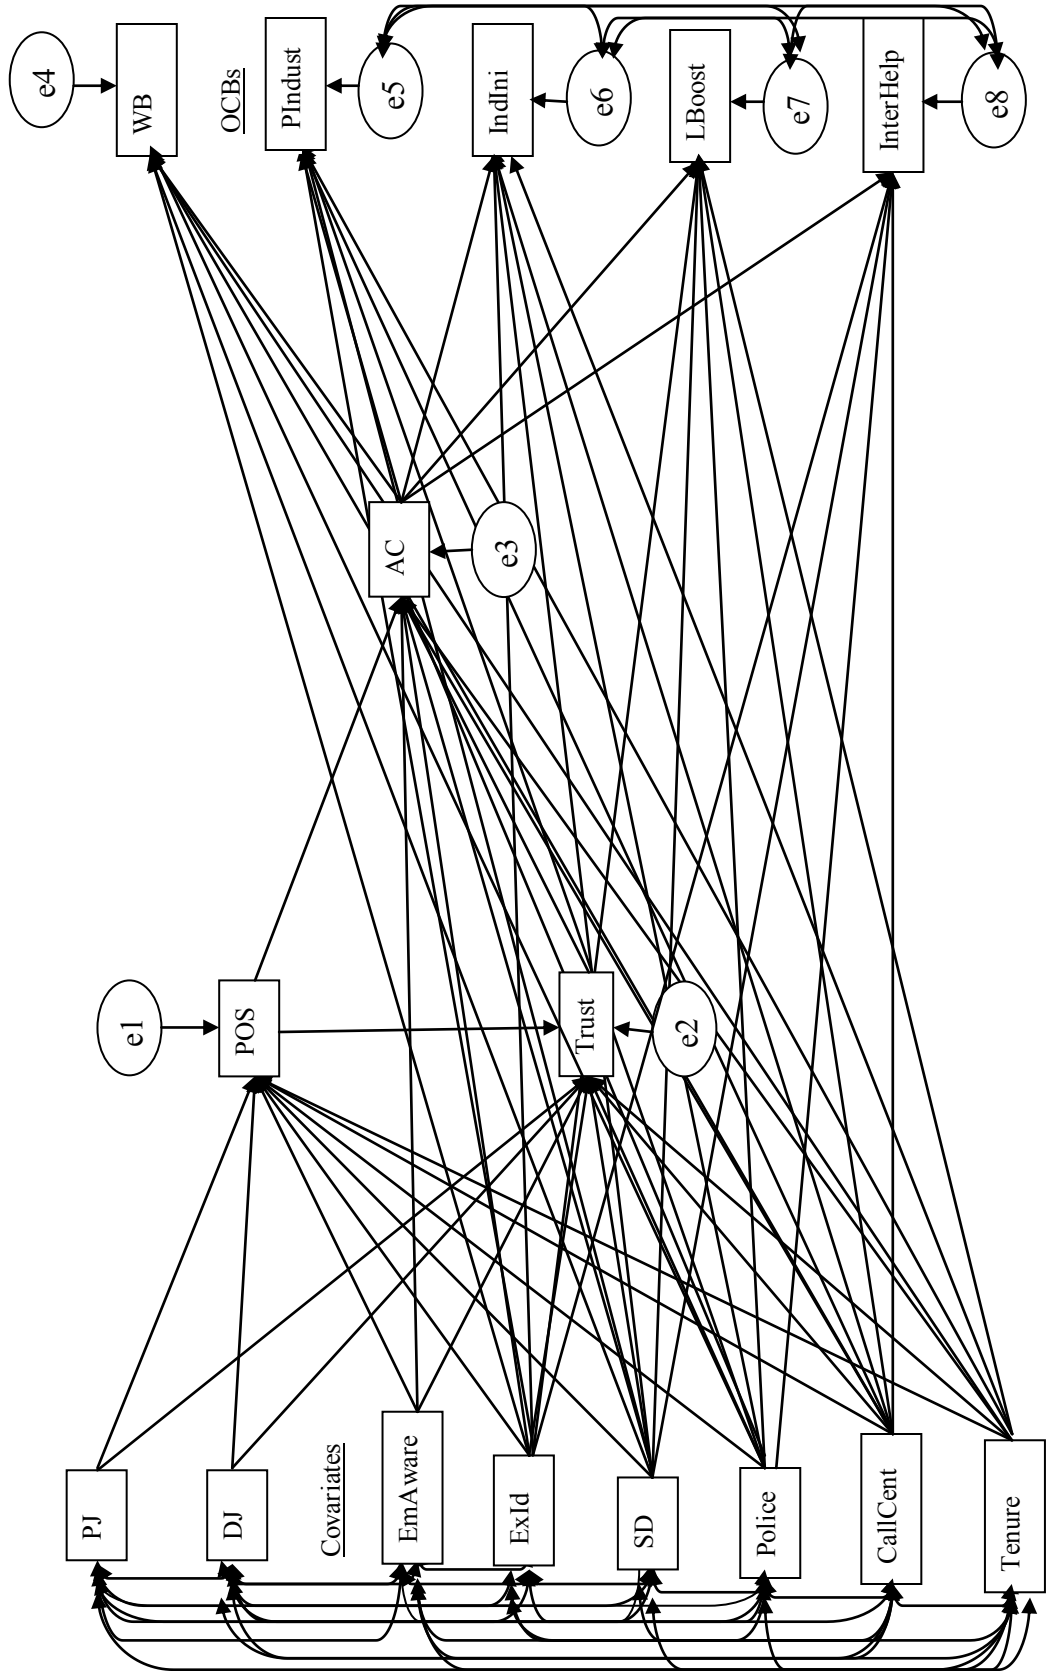 e4
WB
OCBs
PIndust
e5
IndIni
e6
LBoost
e7
InterHelp
e8
AC
e3
e1
POS
Trust
e2
PJ
DJ
Covariates
EmAware
ExId
SD
Police
CallCent
Tenure